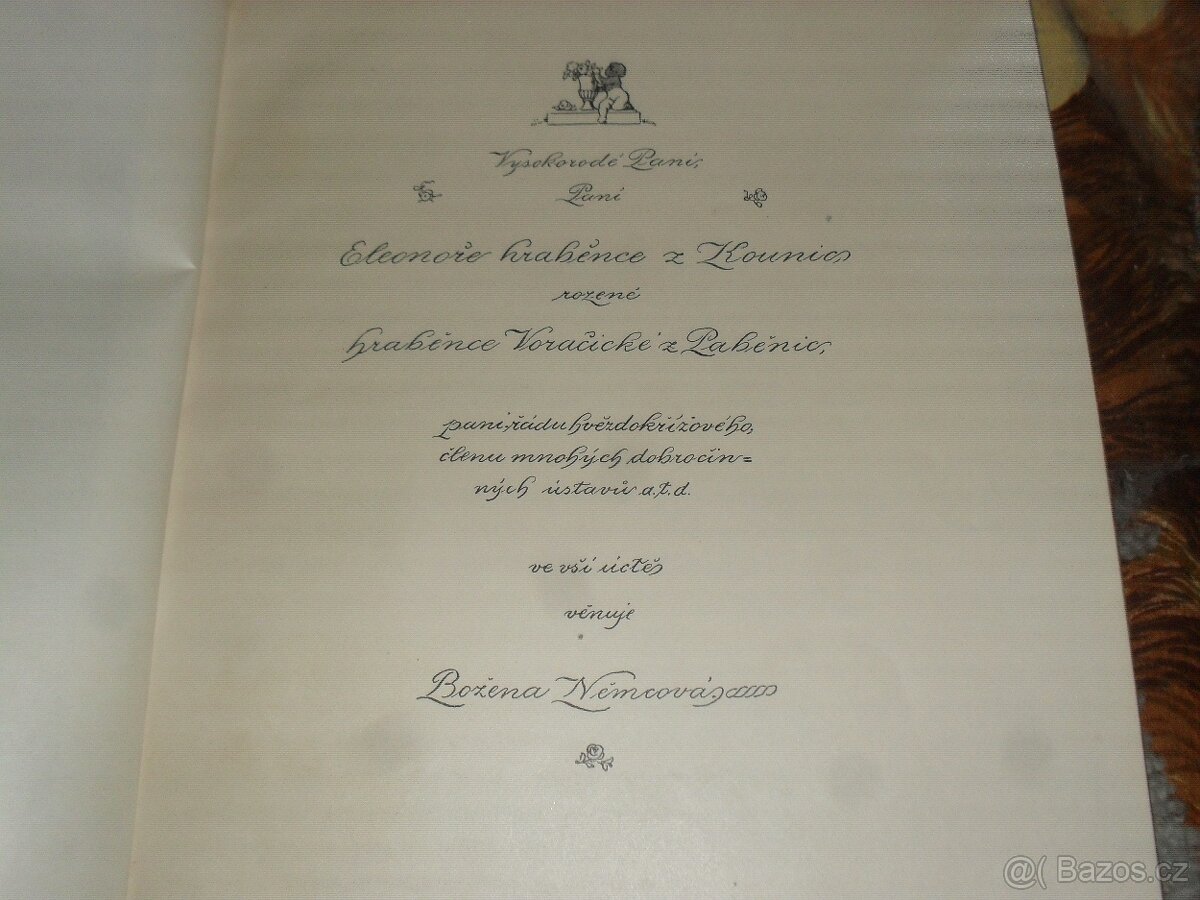 Vysokorodé Paní,
Paní
Eleonoře hraběnce z Kounic
rozené
hraběnce Voračické z Paběnic,
paní řádu hvězdokřížového,
členu mnohých dobročin=
ných ústavů a.t.d.
ve vší úctě
věnuje
Božena Němcová
@( Bazos.cz